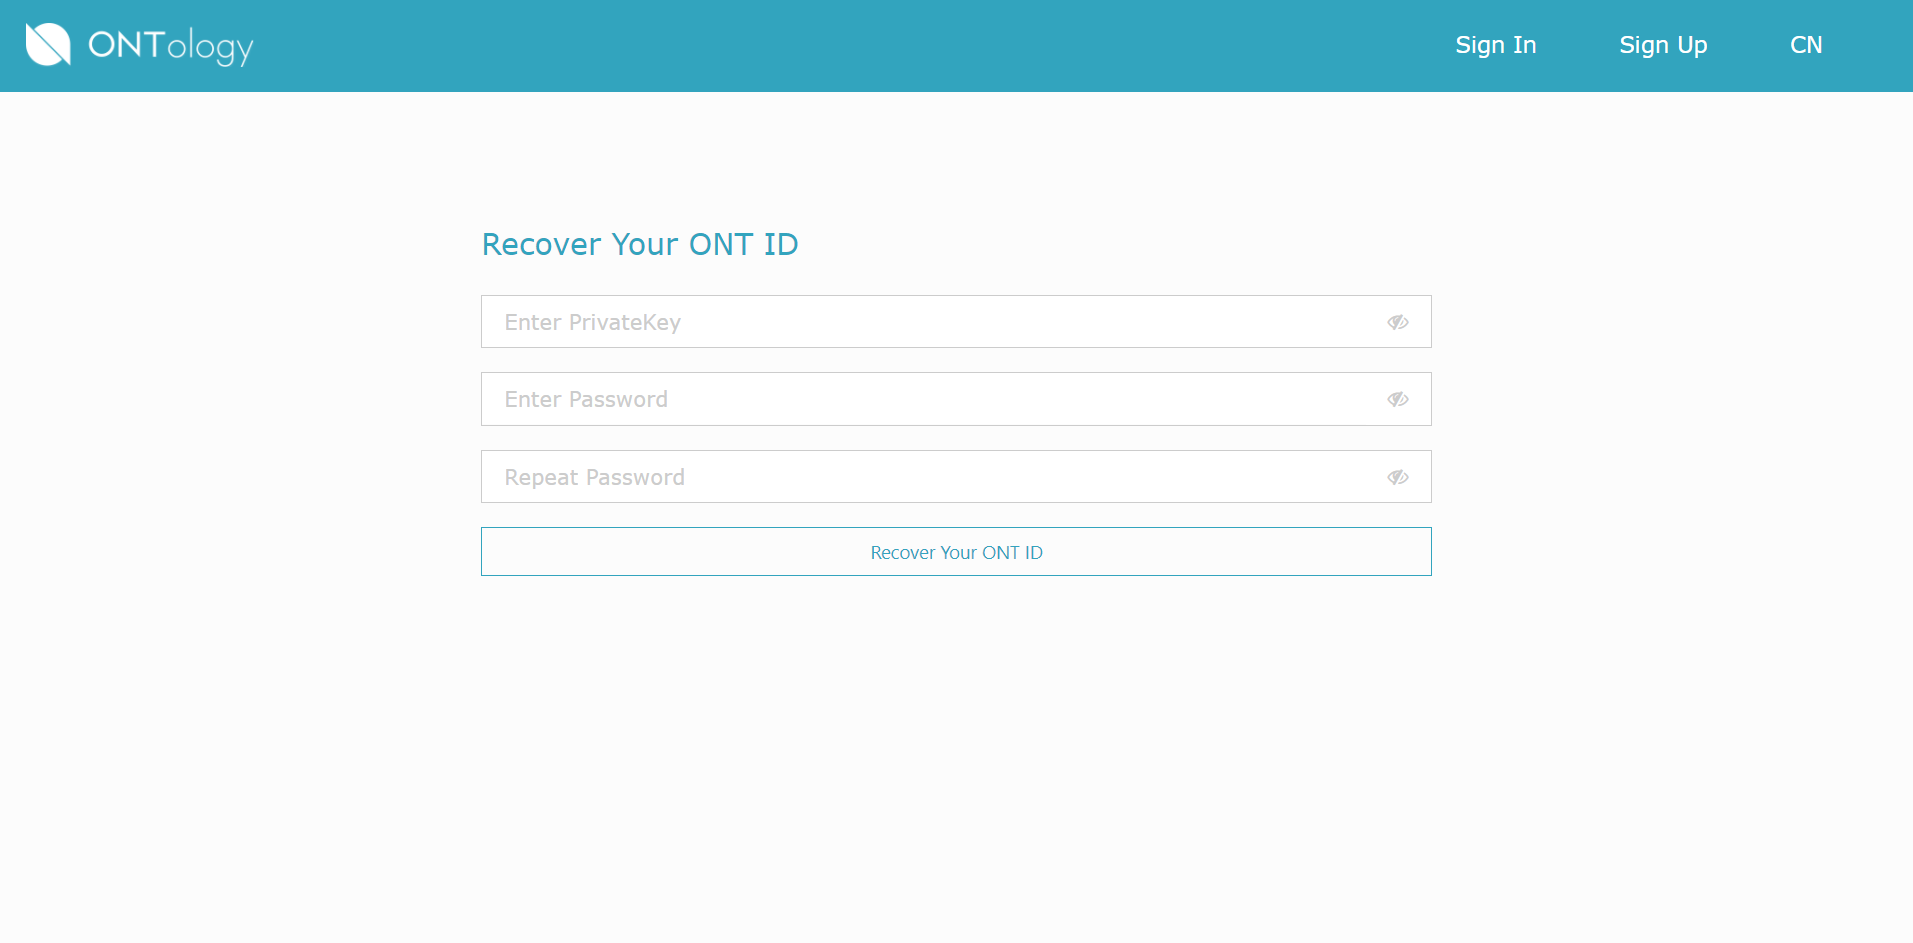 ONTology
Sign In
Sign Up
CN
Recover Your ONT ID
Enter PrivateKey
Enter Password
Repeat Password
Recover Your ONT ID